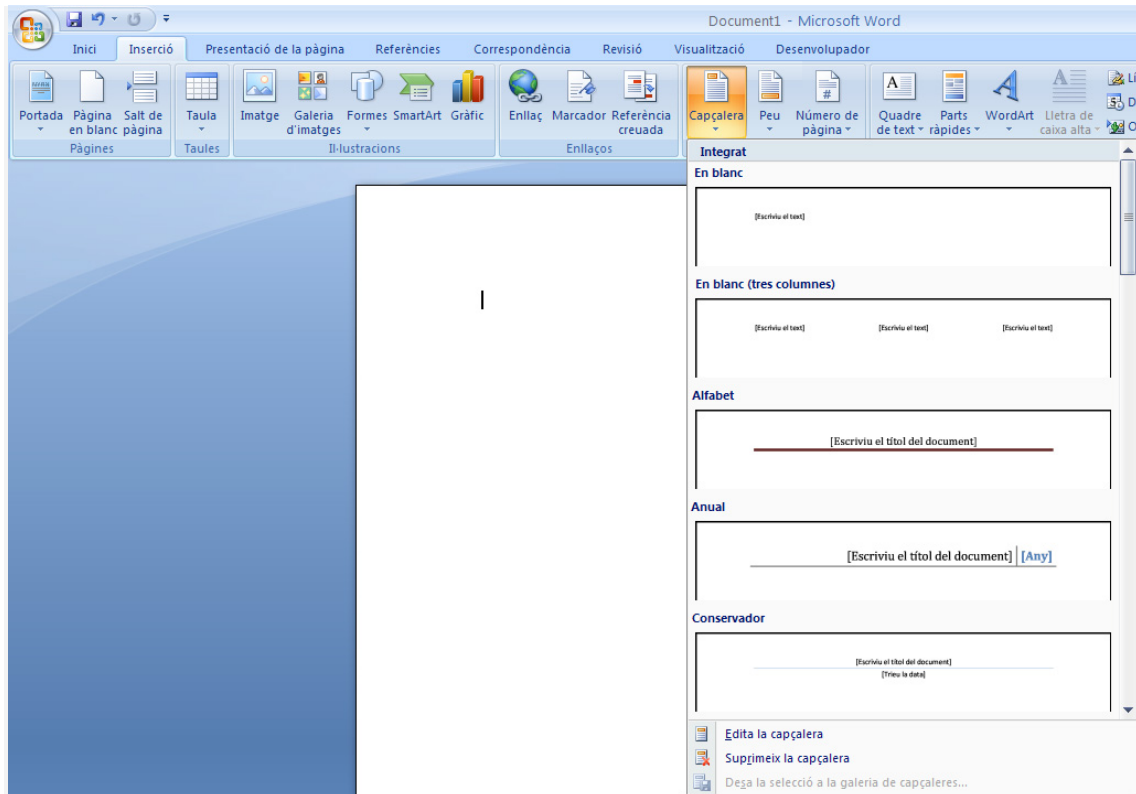 Document1 - Microsoft Word
Inici Inserció Presentació de la pàgina Referències Correspondència Revisió Visualització Desenvolupador
Portada Pàgina en blanc Salt de pàgina Taula Imatge Galeria d'imatges Formes SmartArt Gràfic Enllaç Marcador Referència creuada Capçalera Peu Número de pàgina Quadre de text Parts ràpides WordArt Lletra de caixa alta
Pàgines Taules Il·lustracions Enllaços
Integrat
En blanc
[Escriviu el text]
En blanc (tres columnes)
[Escriviu el text] [Escriviu el text] [Escriviu el text]
Alfabet
[Escriviu el títol del document]
Anual
[Escriviu el títol del document] [Any]
Conservador
[Escriviu el títol del document]
[Trieu la data]
Edita la capçalera
Suprimeix la capçalera
Desa la selecció a la galeria de capçaleres...